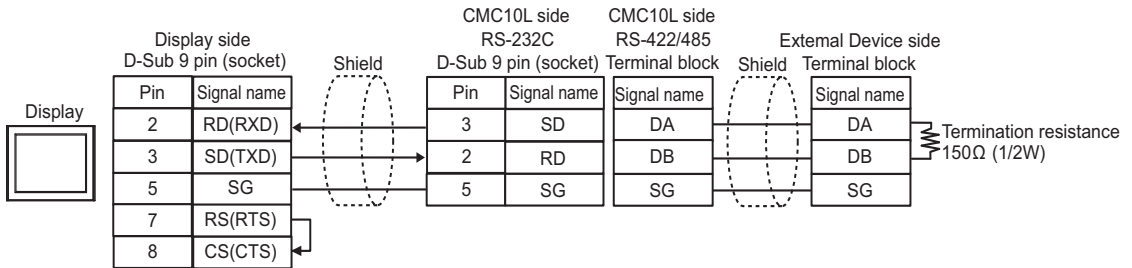 CMC10L side CMC10L side
Display side RS-232C RS-422/485 External Device side
D-Sub 9 pin (socket) Shield D-Sub 9 pin (socket) Terminal block Shield Terminal block
Display Pin Signal name Pin Signal name Signal name Signal name
2 RD(RXD) 3 SD DA DA Termination resistance
3 SD(TXD) 2 RD DB DB 150Ω (1/2W)
5 SG 5 SG SG SG
7 RS(RTS)
8 CS(CTS)